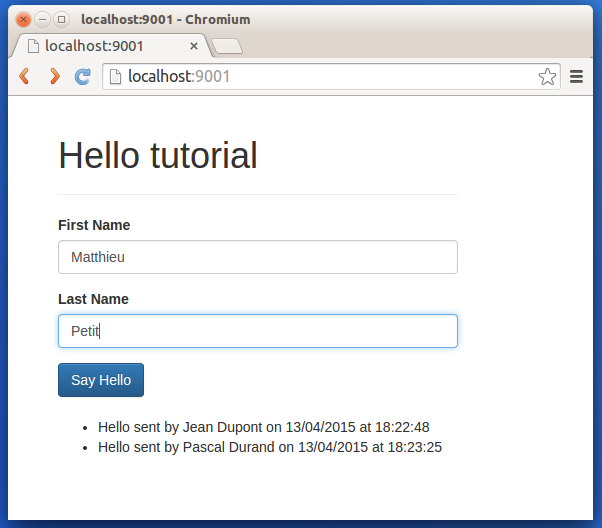 localhost:9001 - Chromium
localhost:9001
localhost:9001
Hello tutorial
First Name
Matthieu
Last Name
Petit
Say Hello
• Hello sent by Jean Dupont on 13/04/2015 at 18:22:48
• Hello sent by Pascal Durand on 13/04/2015 at 18:23:25